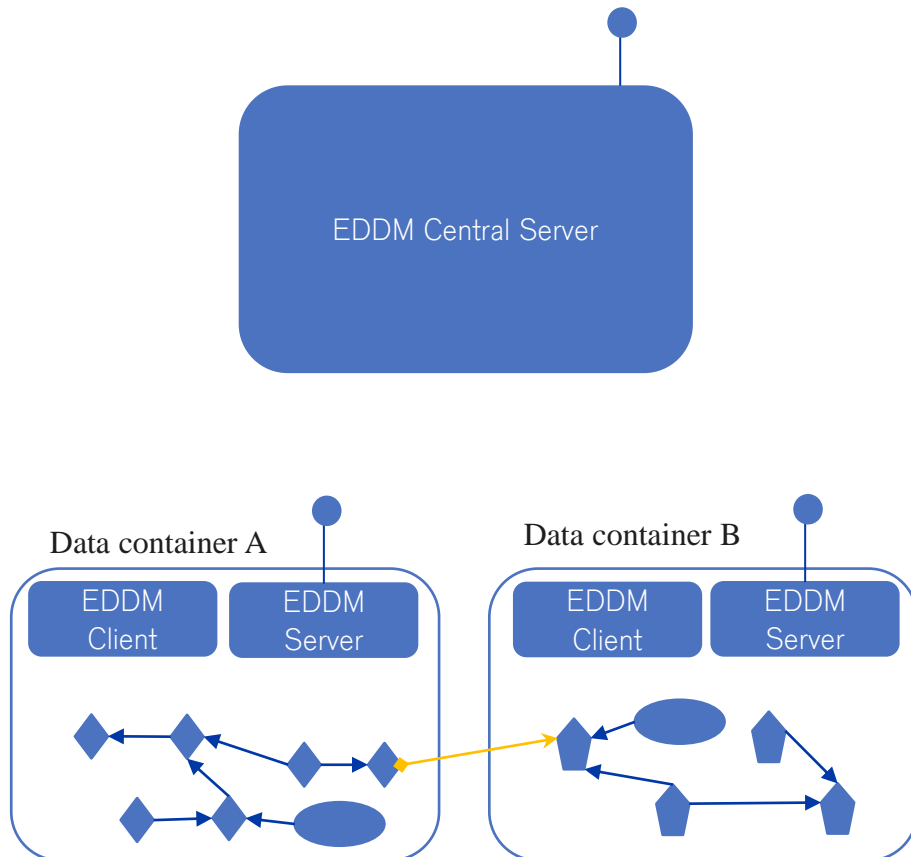 EDDM Central Server
Data container A
Data container B
EDDM
Client
EDDM
Server
EDDM
Client
EDDM
Server